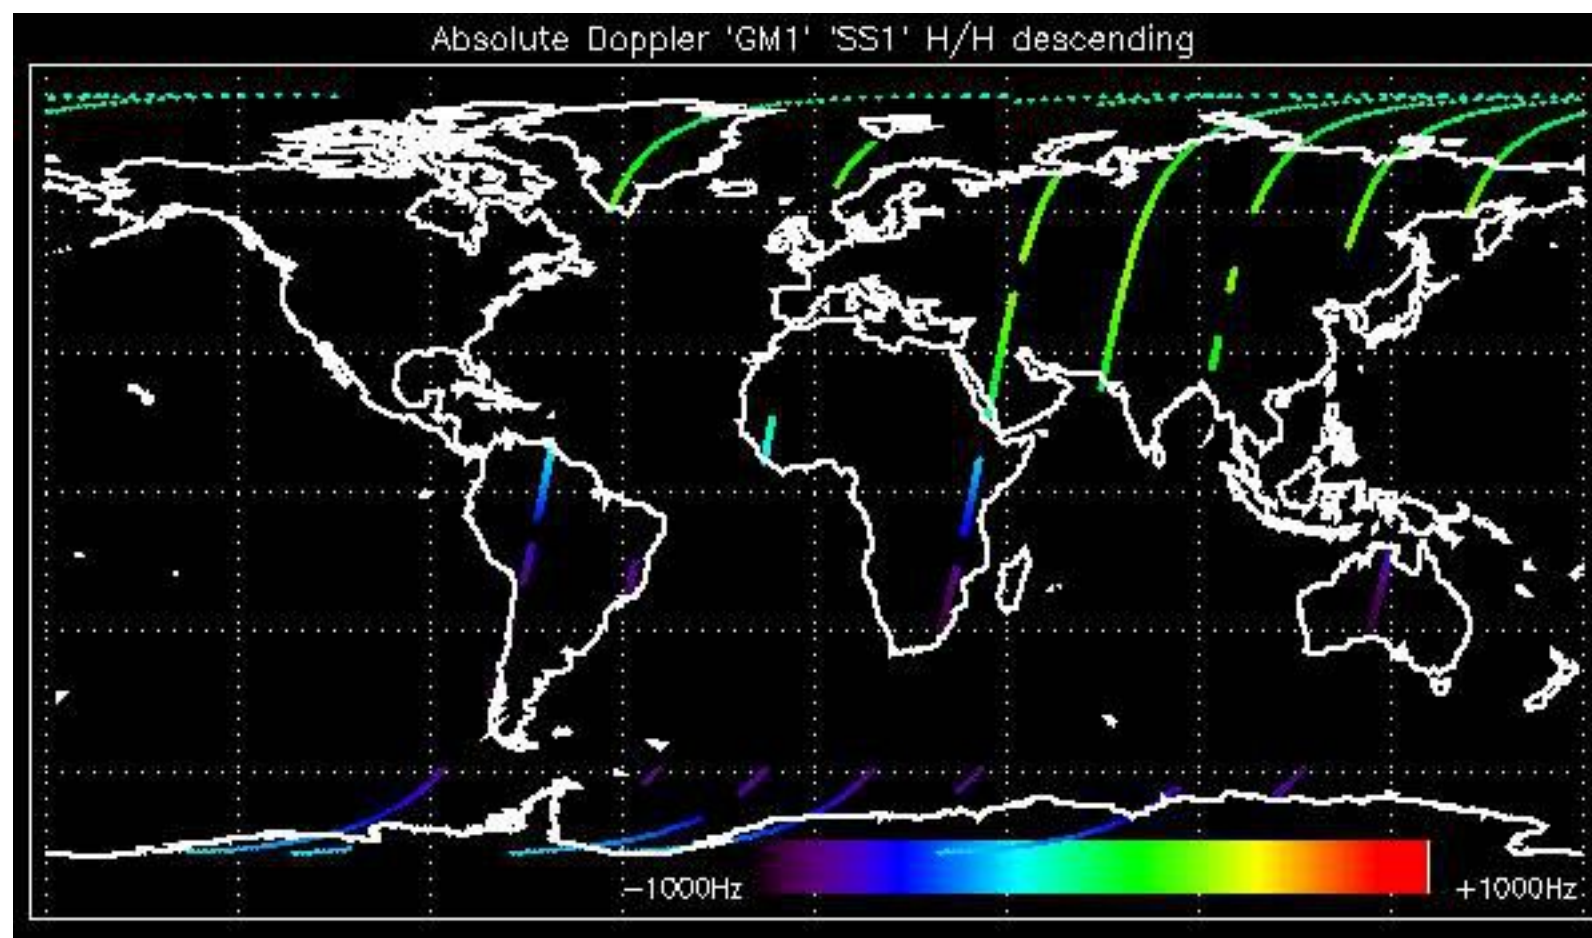 Absolute Doppler 'GM1' 'SS1' H/H descending
−1000Hz
+1000Hz